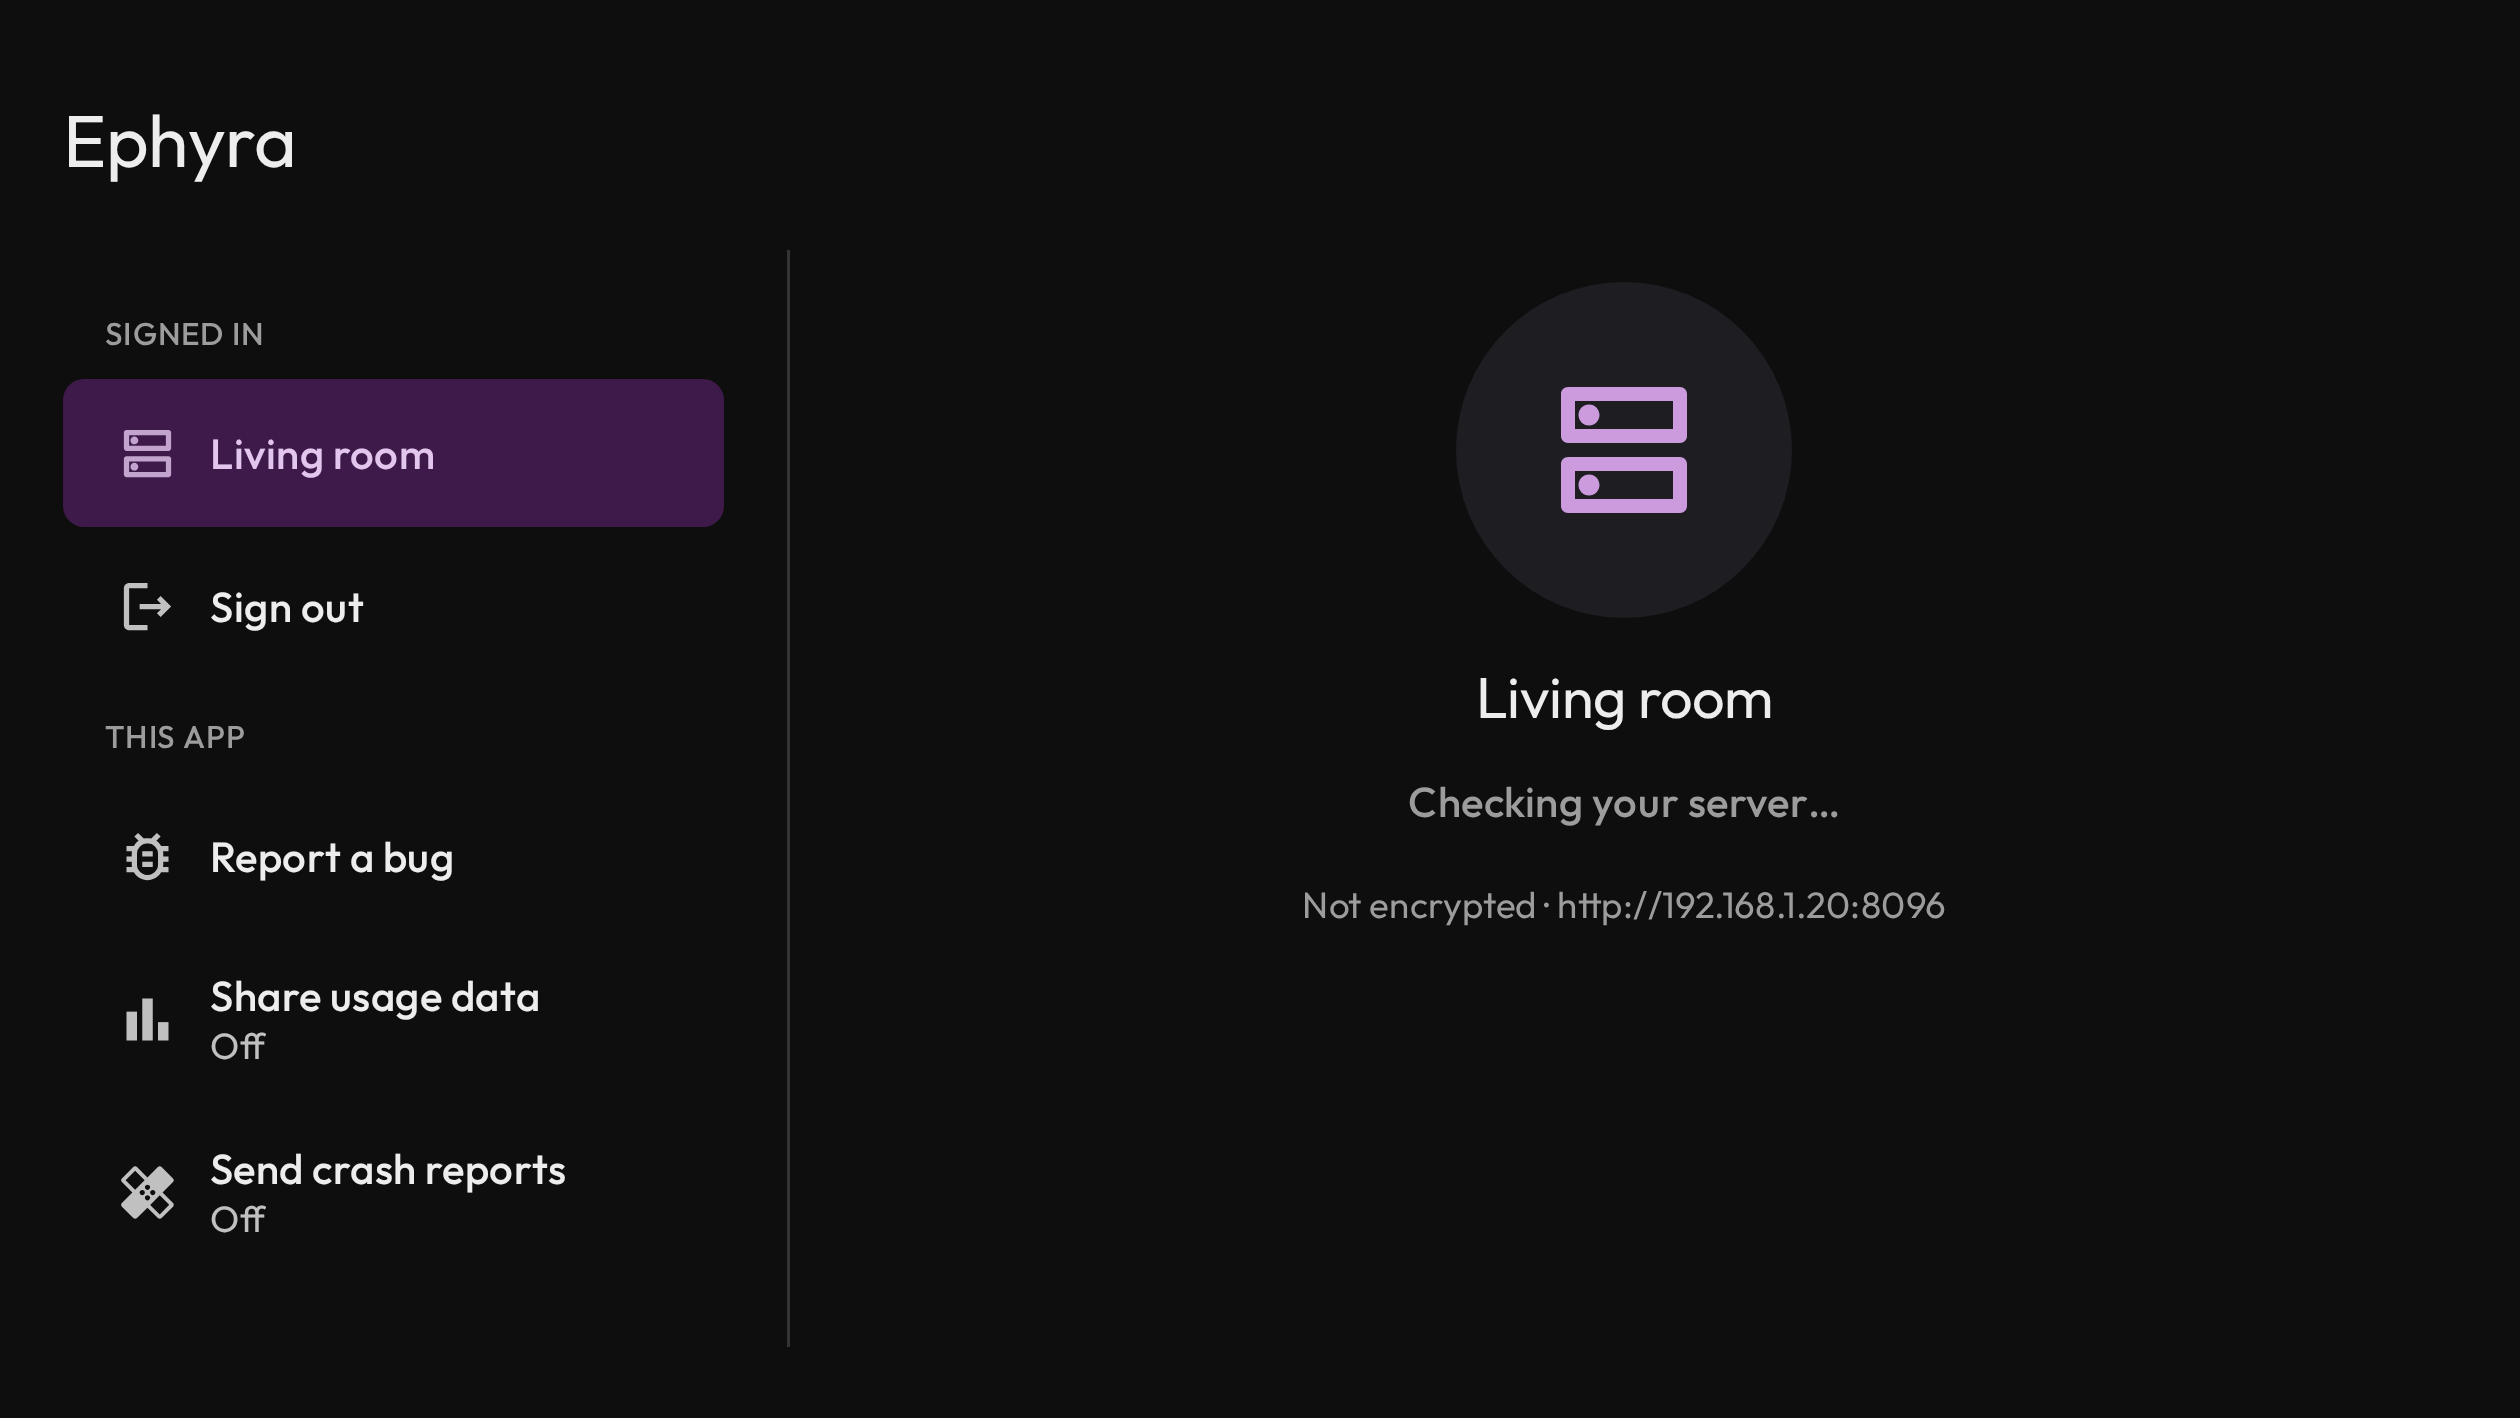 Ephyra
SIGNED IN
Living room
Sign out
THIS APP
Report a bug
Share usage data
Off
Send crash reports
Off
Living room
Checking your server...
Not encrypted · http://192.168.1.20:8096